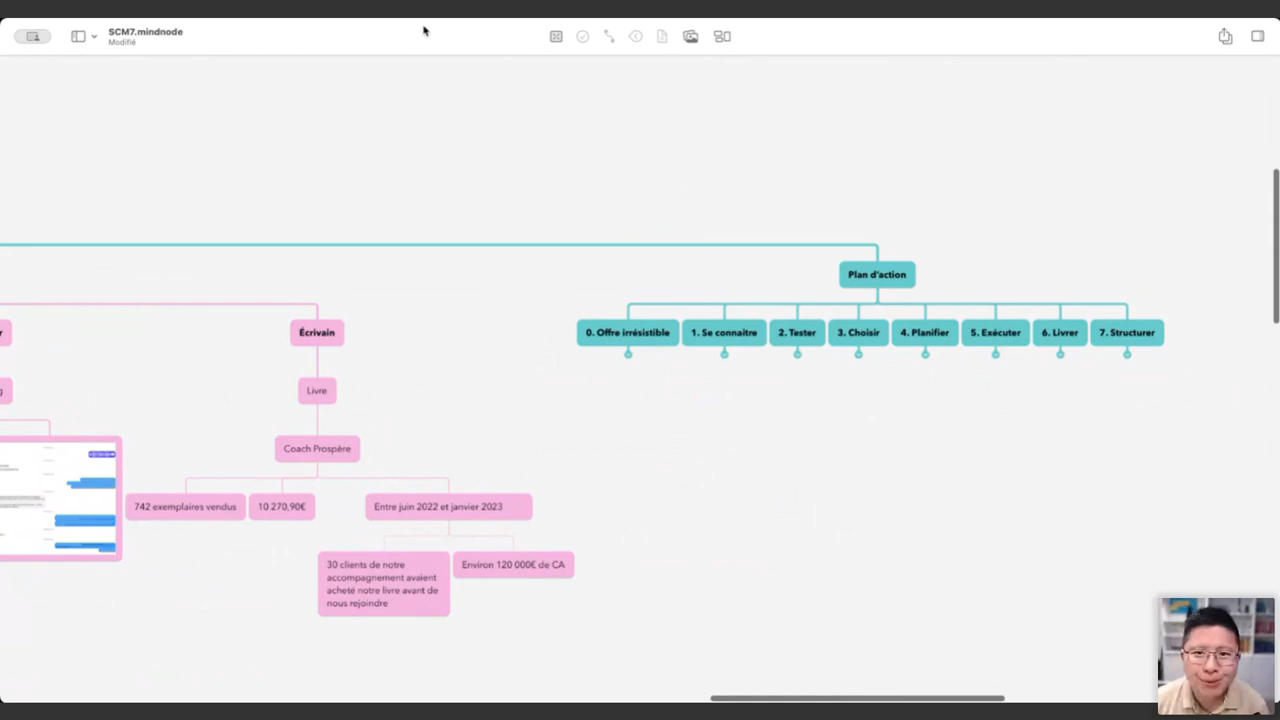 SCM7.mindnode
Modifié
Plan d'action
0. Offre irrésistible
1. Se connaitre
2. Tester
3. Choisir
4. Planifier
5. Exécuter
6. Livrer
7. Structurer
r
Écrivain
g
Livre
Coach Prospère
742 exemplaires vendus
10 270,90€
Entre juin 2022 et janvier 2023
30 clients de notre
accompagnement avaient
acheté notre livre avant de
nous rejoindre
Environ 120 000€ de CA